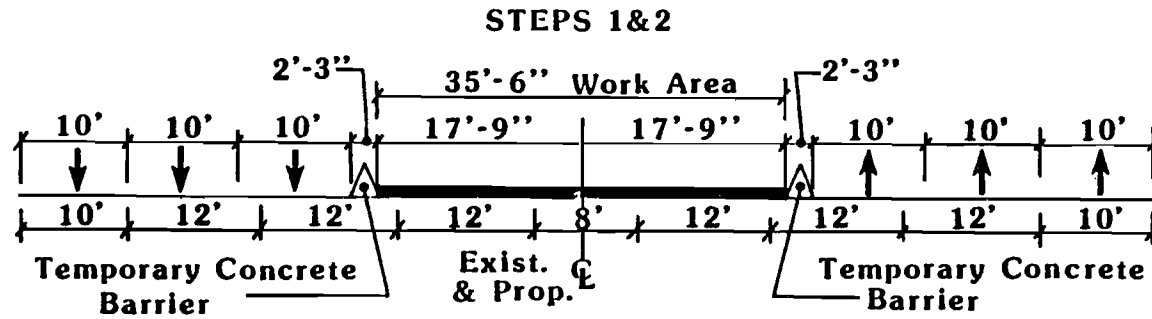 STEPS 1&2
2'-3" 35'-6" Work Area 2'-3"
10' 10' 10' 17'-9" 17'-9" 10' 10' 10'
10' 12' 12' 12' 8' 12' 12' 12' 10'
Temporary Concrete
Barrier
Exist. ℄
& Prop.
Temporary Concrete
Barrier